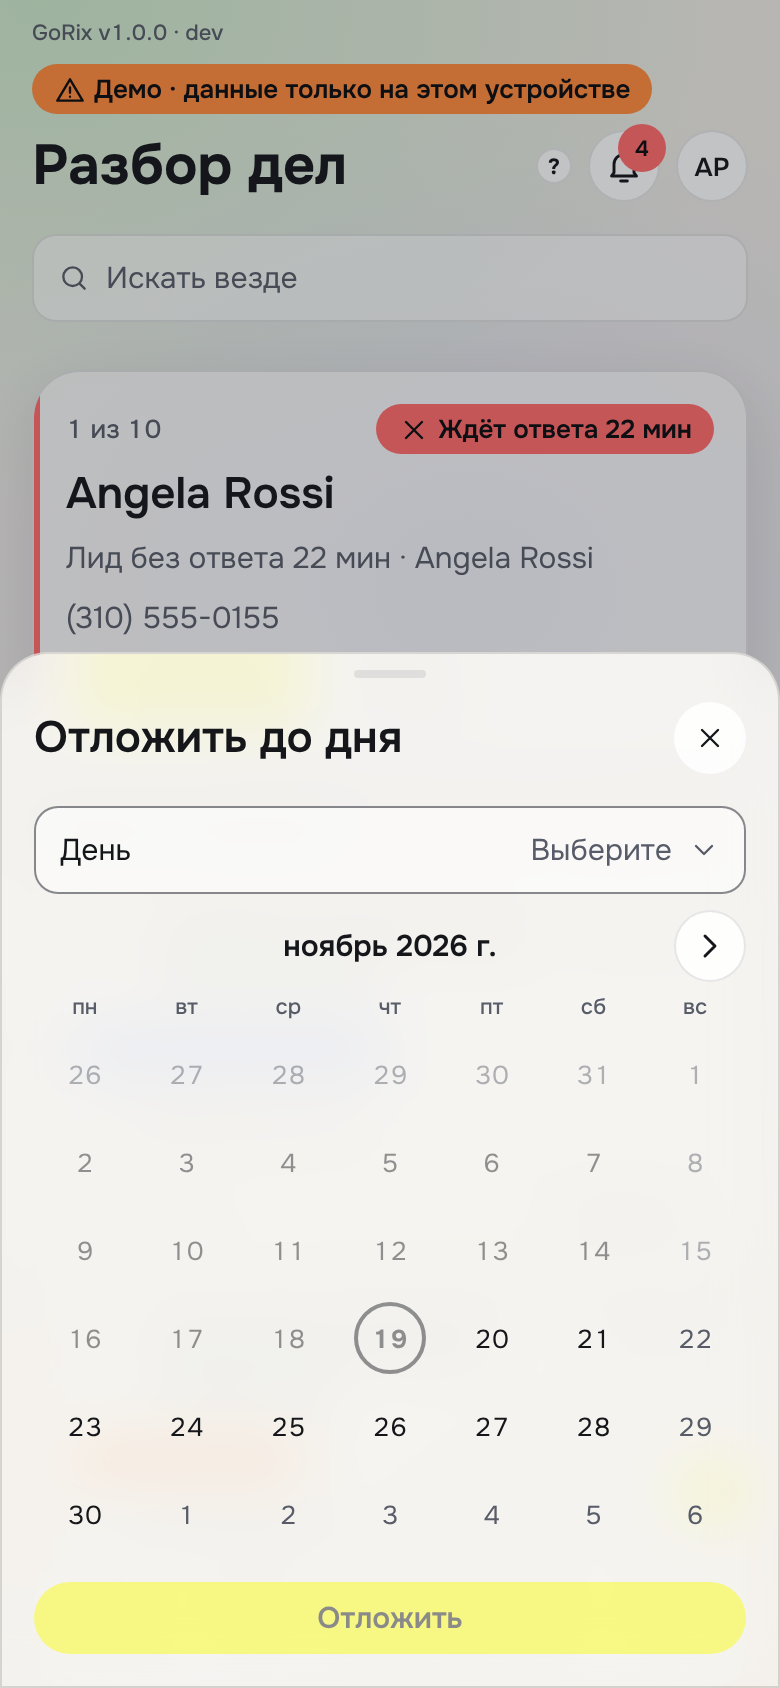 GoRix v1.0.0 · dev
Демо · данные только на этом устройстве
Разбор дел
?
4
AP
Искать везде
1 из 10
Ждёт ответа 22 мин
Angela Rossi
Лид без ответа 22 мин · Angela Rossi
(310) 555-0155
Отложить до дня
День Выберите
ноябрь 2026 г.
пн вт ср чт пт сб вс
26 27 28 29 30 31 1
2 3 4 5 6 7 8
9 10 11 12 13 14 15
16 17 18 19 20 21 22
23 24 25 26 27 28 29
30 1 2 3 4 5 6
Отложить